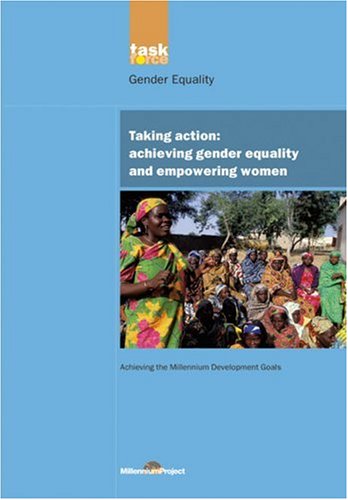 task
force
Gender Equality
Taking action:
achieving gender equality
and empowering women
Achieving the Millennium Development Goals
MillenniumProject